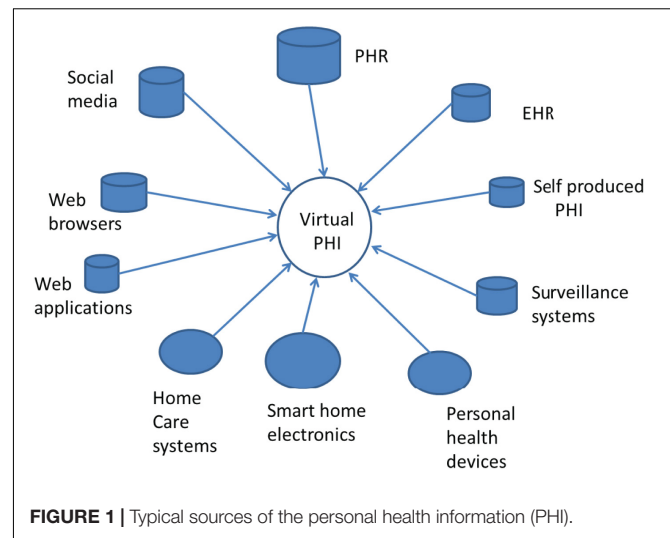 PHR
Social
media
EHR
Self produced
PHI
Web
browsers
Virtual
PHI
Web
applications
Surveillance
systems
Home
Care
systems
Smart home
electronics
Personal
health
devices
FIGURE 1 | Typical sources of the personal health information (PHI).